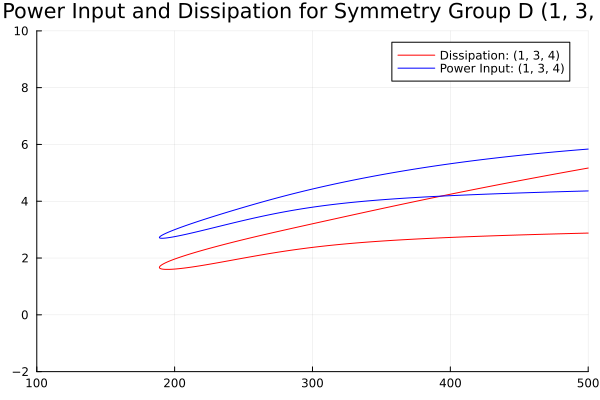 Power Input and Dissipation for Symmetry Group D (1, 3,
10
8
6
4
2
0
−2
Dissipation: (1, 3, 4)
Power Input: (1, 3, 4)
100 200 300 400 500